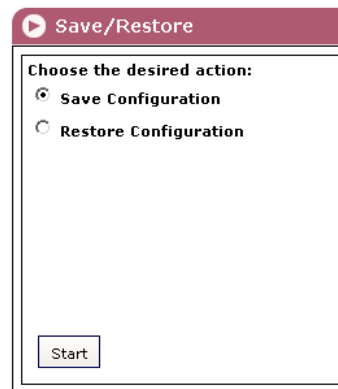 Save/Restore
Choose the desired action:
Save Configuration
Restore Configuration
Start